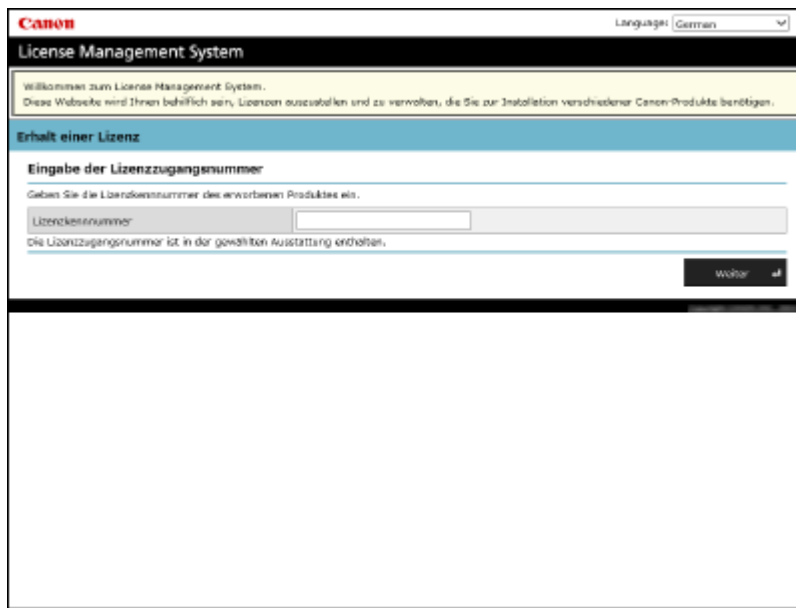 Canon
Language: German
License Management System
Willkommen zum License Management System.
Diese Webseite wird Ihnen behilflich sein, Lizenzen auszustellen und zu verwalten, die Sie zur Installation verschiedener Canon-Produkte benötigen.
Erhalt einer Lizenz
Eingabe der Lizenzzugangsnummer
Geben Sie die Lizenzkennnummer des erworbenen Produktes ein.
Lizenzkennnummer
Die Lizenzzugangsnummer ist in der gewählten Ausstattung enthalten.
Weiter